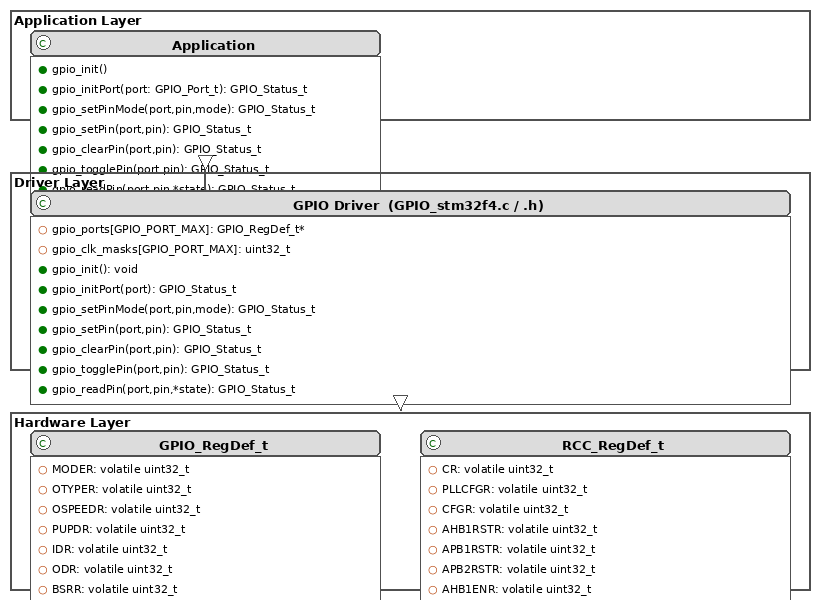 Application Layer
C
Application
gpio_init()
gpio_initPort(port: GPIO_Port_t): GPIO_Status_t
gpio_setPinMode(port,pin,mode): GPIO_Status_t
gpio_setPin(port,pin): GPIO_Status_t
gpio_clearPin(port,pin): GPIO_Status_t
gpio_togglePin(port,pin): GPIO_Status_t
gpio_readPin(port,pin,*state): GPIO_Status_t
Driver Layer
C
GPIO Driver (GPIO_stm32f4.c / .h)
gpio_ports[GPIO_PORT_MAX]: GPIO_RegDef_t*
gpio_clk_masks[GPIO_PORT_MAX]: uint32_t
gpio_init(): void
gpio_initPort(port): GPIO_Status_t
gpio_setPinMode(port,pin,mode): GPIO_Status_t
gpio_setPin(port,pin): GPIO_Status_t
gpio_clearPin(port,pin): GPIO_Status_t
gpio_togglePin(port,pin): GPIO_Status_t
gpio_readPin(port,pin,*state): GPIO_Status_t
Hardware Layer
C
GPIO_RegDef_t
MODER: volatile uint32_t
OTYPER: volatile uint32_t
OSPEEDR: volatile uint32_t
PUPDR: volatile uint32_t
IDR: volatile uint32_t
ODR: volatile uint32_t
BSRR: volatile uint32_t
C
RCC_RegDef_t
CR: volatile uint32_t
PLLCFGR: volatile uint32_t
CFGR: volatile uint32_t
AHB1RSTR: volatile uint32_t
APB1RSTR: volatile uint32_t
APB2RSTR: volatile uint32_t
AHB1ENR: volatile uint32_t